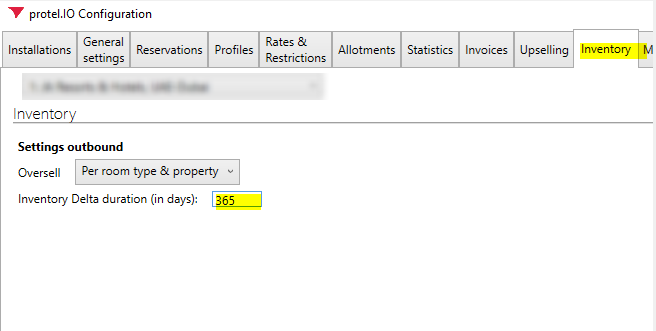 protel.IO Configuration
Installations
General settings
Reservations
Profiles
Rates & Restrictions
Allotments
Statistics
Invoices
Upselling
Inventory
M
Inventory
Settings outbound
Oversell Per room type & property
Inventory Delta duration (in days): 365